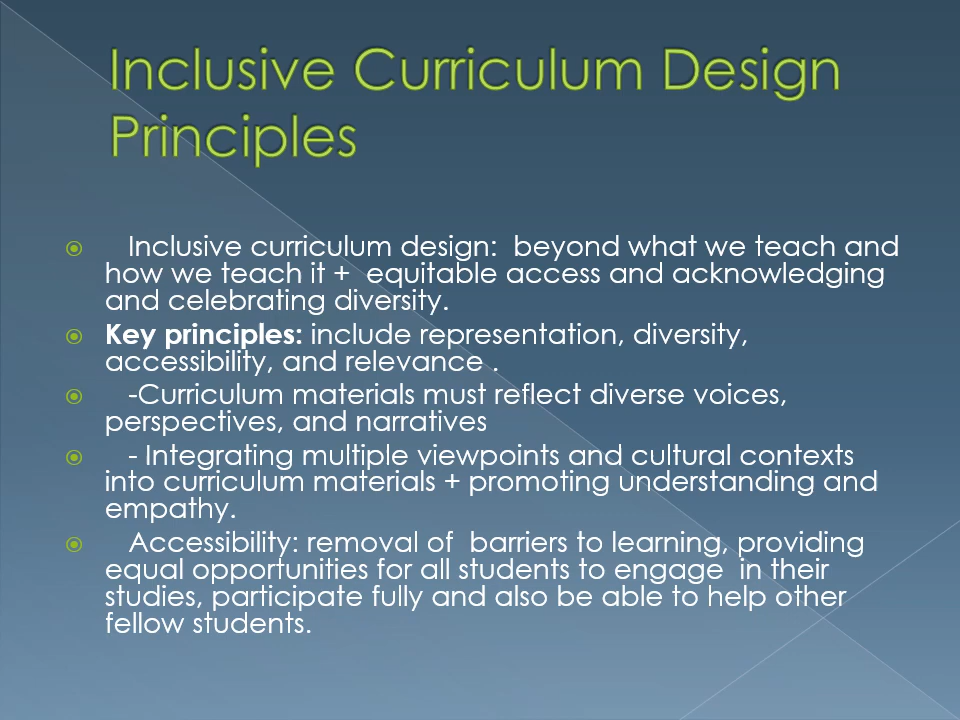 Inclusive Curriculum Design
Principles
Inclusive curriculum design:  beyond what we teach and
how we teach it +  equitable access and acknowledging
and celebrating diversity.
Key principles: include representation, diversity,
accessibility, and relevance .
-Curriculum materials must reflect diverse voices,
perspectives, and narratives
- Integrating multiple viewpoints and cultural contexts
into curriculum materials + promoting understanding and
empathy.
Accessibility: removal of  barriers to learning, providing
equal opportunities for all students to engage  in their
studies, participate fully and also be able to help other
fellow students.